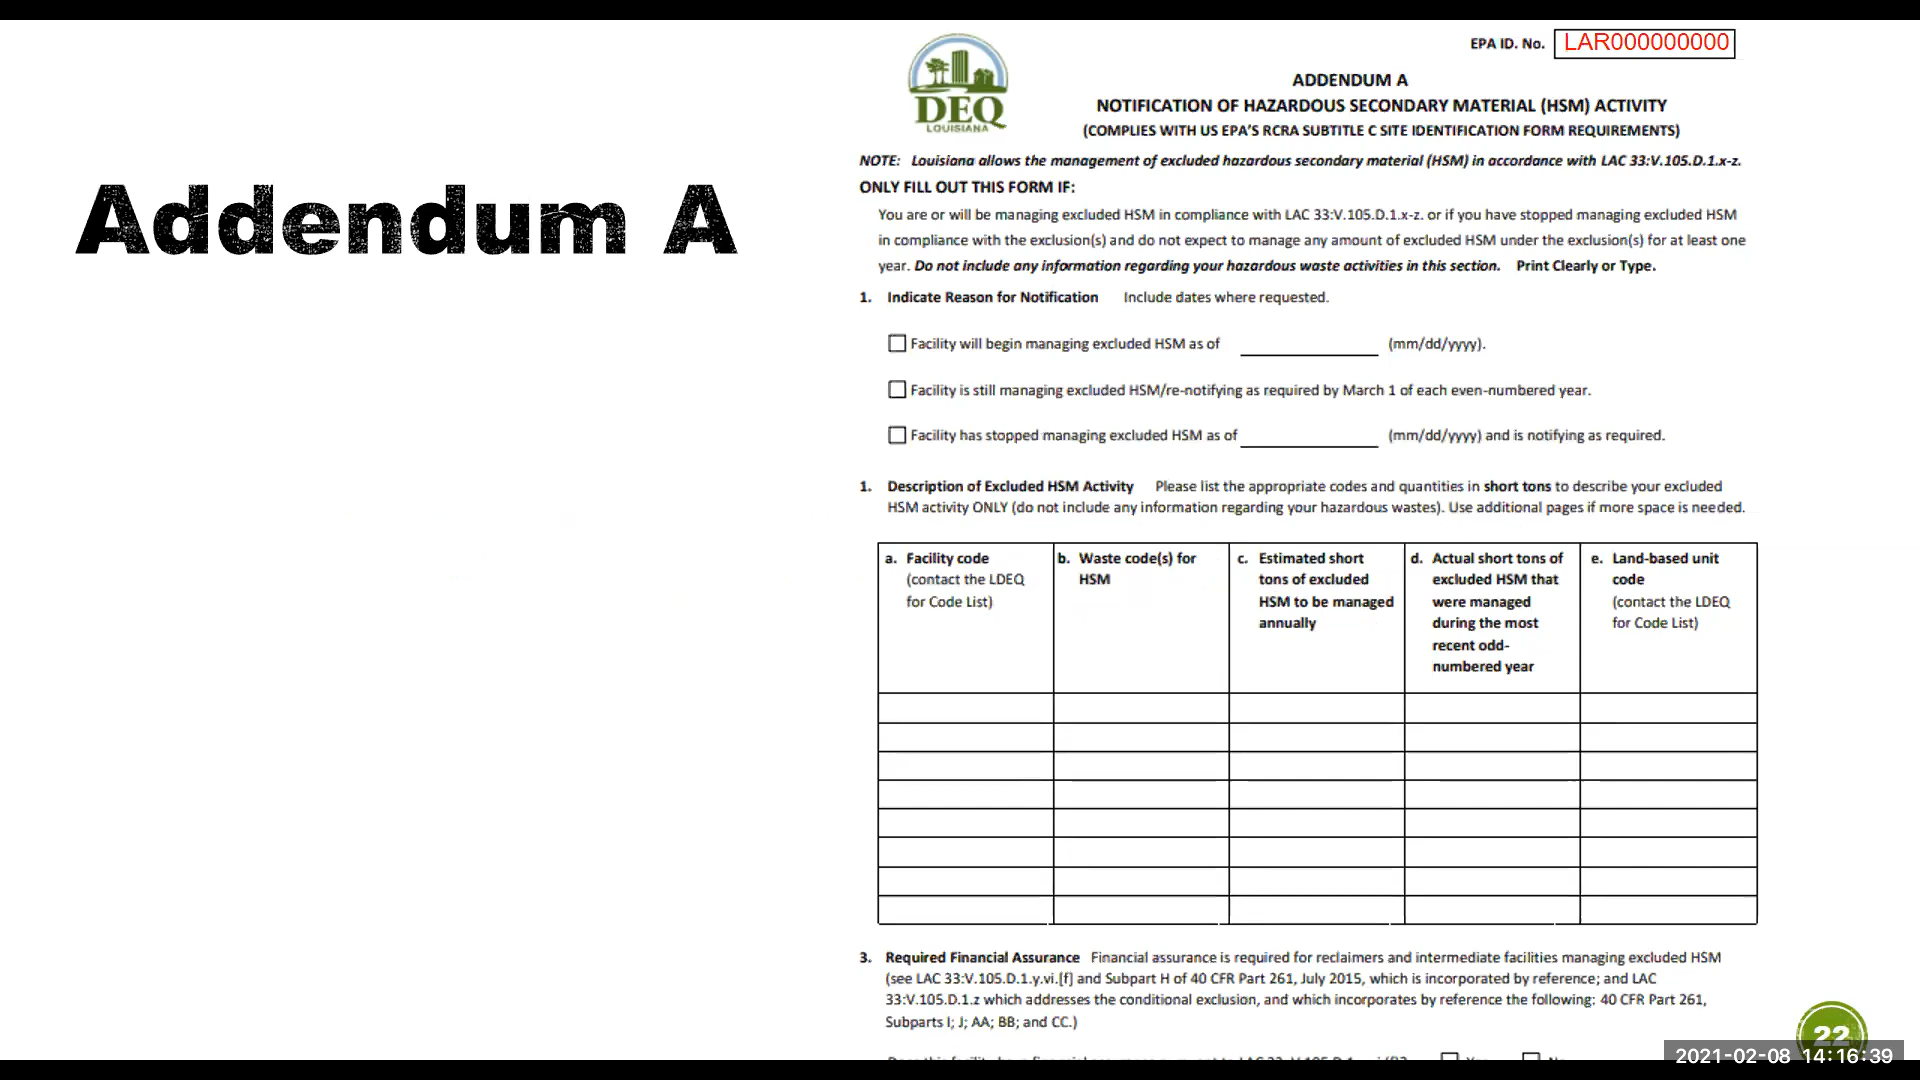 Addendum A
DEQ
LOUISIANA
EPA ID. No. LAR000000000
ADDENDUM A
NOTIFICATION OF HAZARDOUS SECONDARY MATERIAL (HSM) ACTIVITY
(COMPLIES WITH US EPA'S RCRA SUBTITLE C SITE IDENTIFICATION FORM REQUIREMENTS)
NOTE: Louisiana allows the management of excluded hazardous secondary material (HSM) in accordance with LAC 33:V.105.D.1.x-z.
ONLY FILL OUT THIS FORM IF:
You are or will be managing excluded HSM in compliance with LAC 33:V.105.D.1.x-z. or if you have stopped managing excluded HSM
in compliance with the exclusion(s) and do not expect to manage any amount of excluded HSM under the exclusion(s) for at least one
year. Do not include any information regarding your hazardous waste activities in this section. Print Clearly or Type.
1. Indicate Reason for Notification Include dates where requested.
Facility will begin managing excluded HSM as of (mm/dd/yyyy).
Facility is still managing excluded HSM/re-notifying as required by March 1 of each even-numbered year.
Facility has stopped managing excluded HSM as of (mm/dd/yyyy) and is notifying as required.
1. Description of Excluded HSM Activity Please list the appropriate codes and quantities in short tons to describe your excluded
HSM activity ONLY (do not include any information regarding your hazardous wastes). Use additional pages if more space is needed.
a. Facility code
(contact the LDEQ
for Code List)
b. Waste code(s) for
HSM
c. Estimated short
tons of excluded
HSM to be managed
annually
d. Actual short tons of
excluded HSM that
were managed
during the most
recent odd-
numbered year
e. Land-based unit
code
(contact the LDEQ
for Code List)
3. Required Financial Assurance Financial assurance is required for reclaimers and intermediate facilities managing excluded HSM
(see LAC 33:V.105.D.1.y.vi.[f] and Subpart H of 40 CFR Part 261, July 2015, which is incorporated by reference; and LAC
33:V.105.D.1.z which addresses the conditional exclusion, and which incorporates by reference the following: 40 CFR Part 261,
Subparts I; J; AA; BB; and CC.)
22
2021-02-08 14:16:39